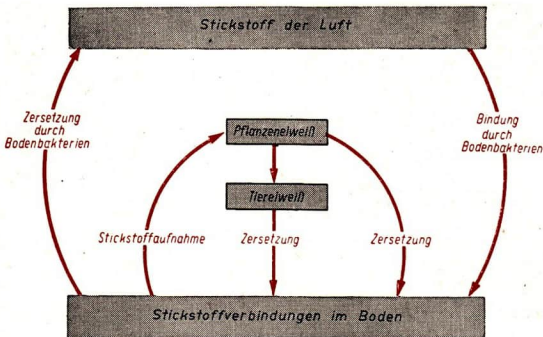 Stickstoff der Luft
Zersetzung
durch
Bodenbakterien
Bindung
durch
Bodenbakterien
Pflanzeneiweiß
Tiereiweiß
Stickstoffaufnahme
Zersetzung
Zersetzung
Stickstoffverbindungen im Boden